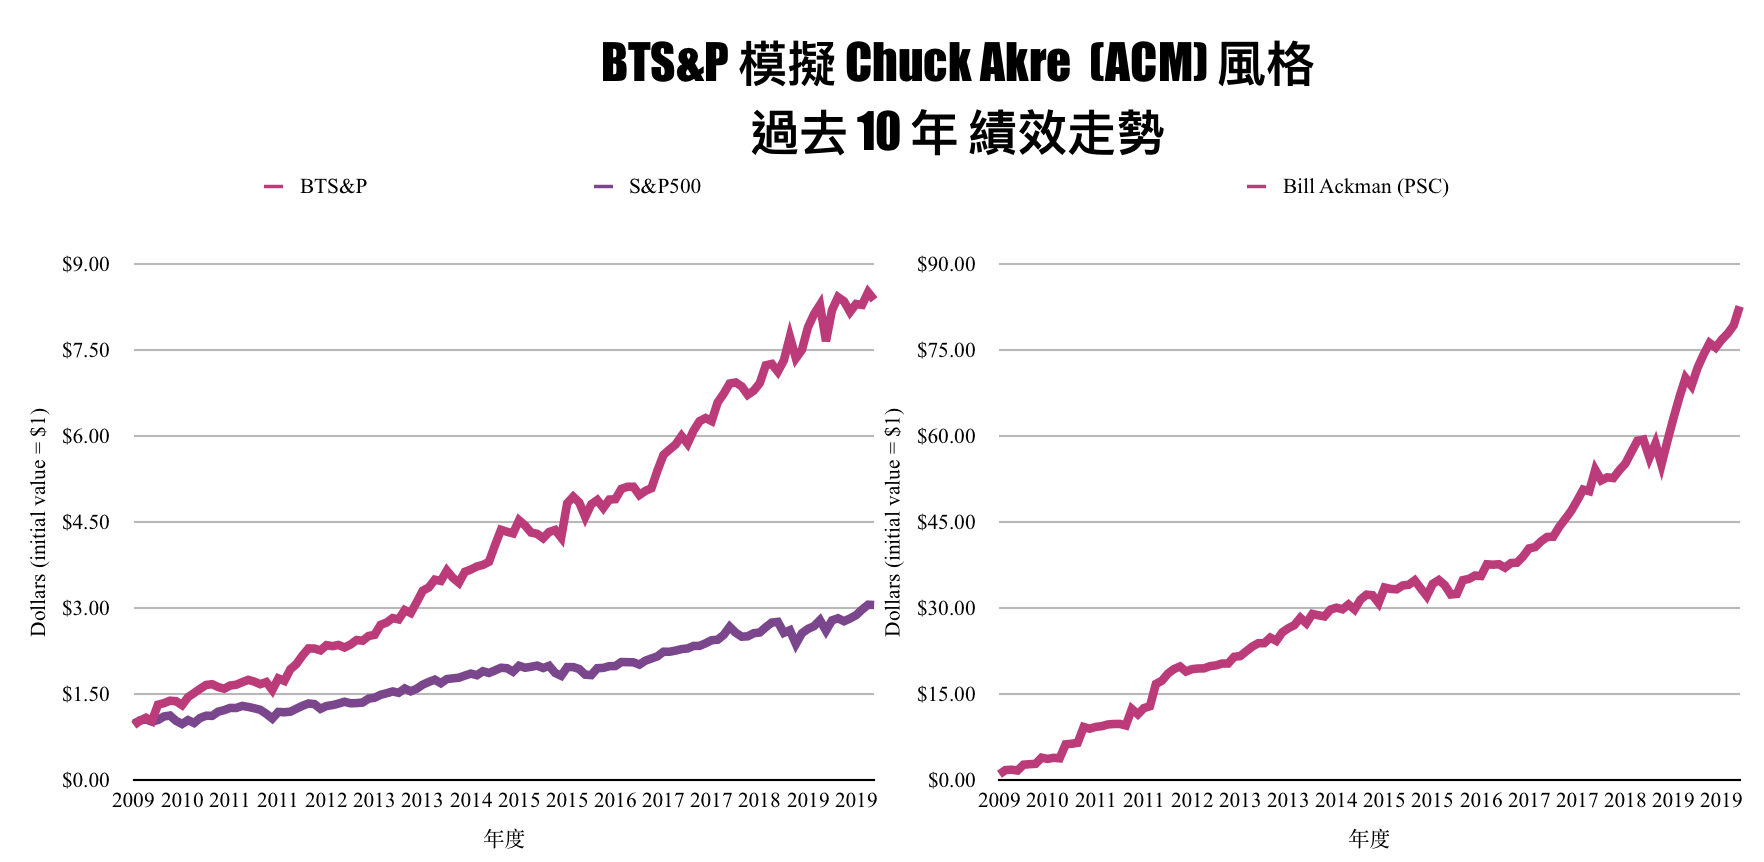 BTS&P 模擬 Chuck Akre (ACM) 風格
過去 10 年 績效走勢
BTS&P
S&P500
Bill Ackman (PSC)
Dollars (initial value = $1)
$9.00
$7.50
$6.00
$4.50
$3.00
$1.50
$0.00
2009 2010 2011 2011 2012 2013 2013 2014 2015 2015 2016 2017 2017 2018 2019 2019
年度
Dollars (initial value = $1)
$90.00
$75.00
$60.00
$45.00
$30.00
$15.00
$0.00
2009 2010 2011 2011 2012 2013 2013 2014 2015 2015 2016 2017 2017 2018 2019 2019
年度